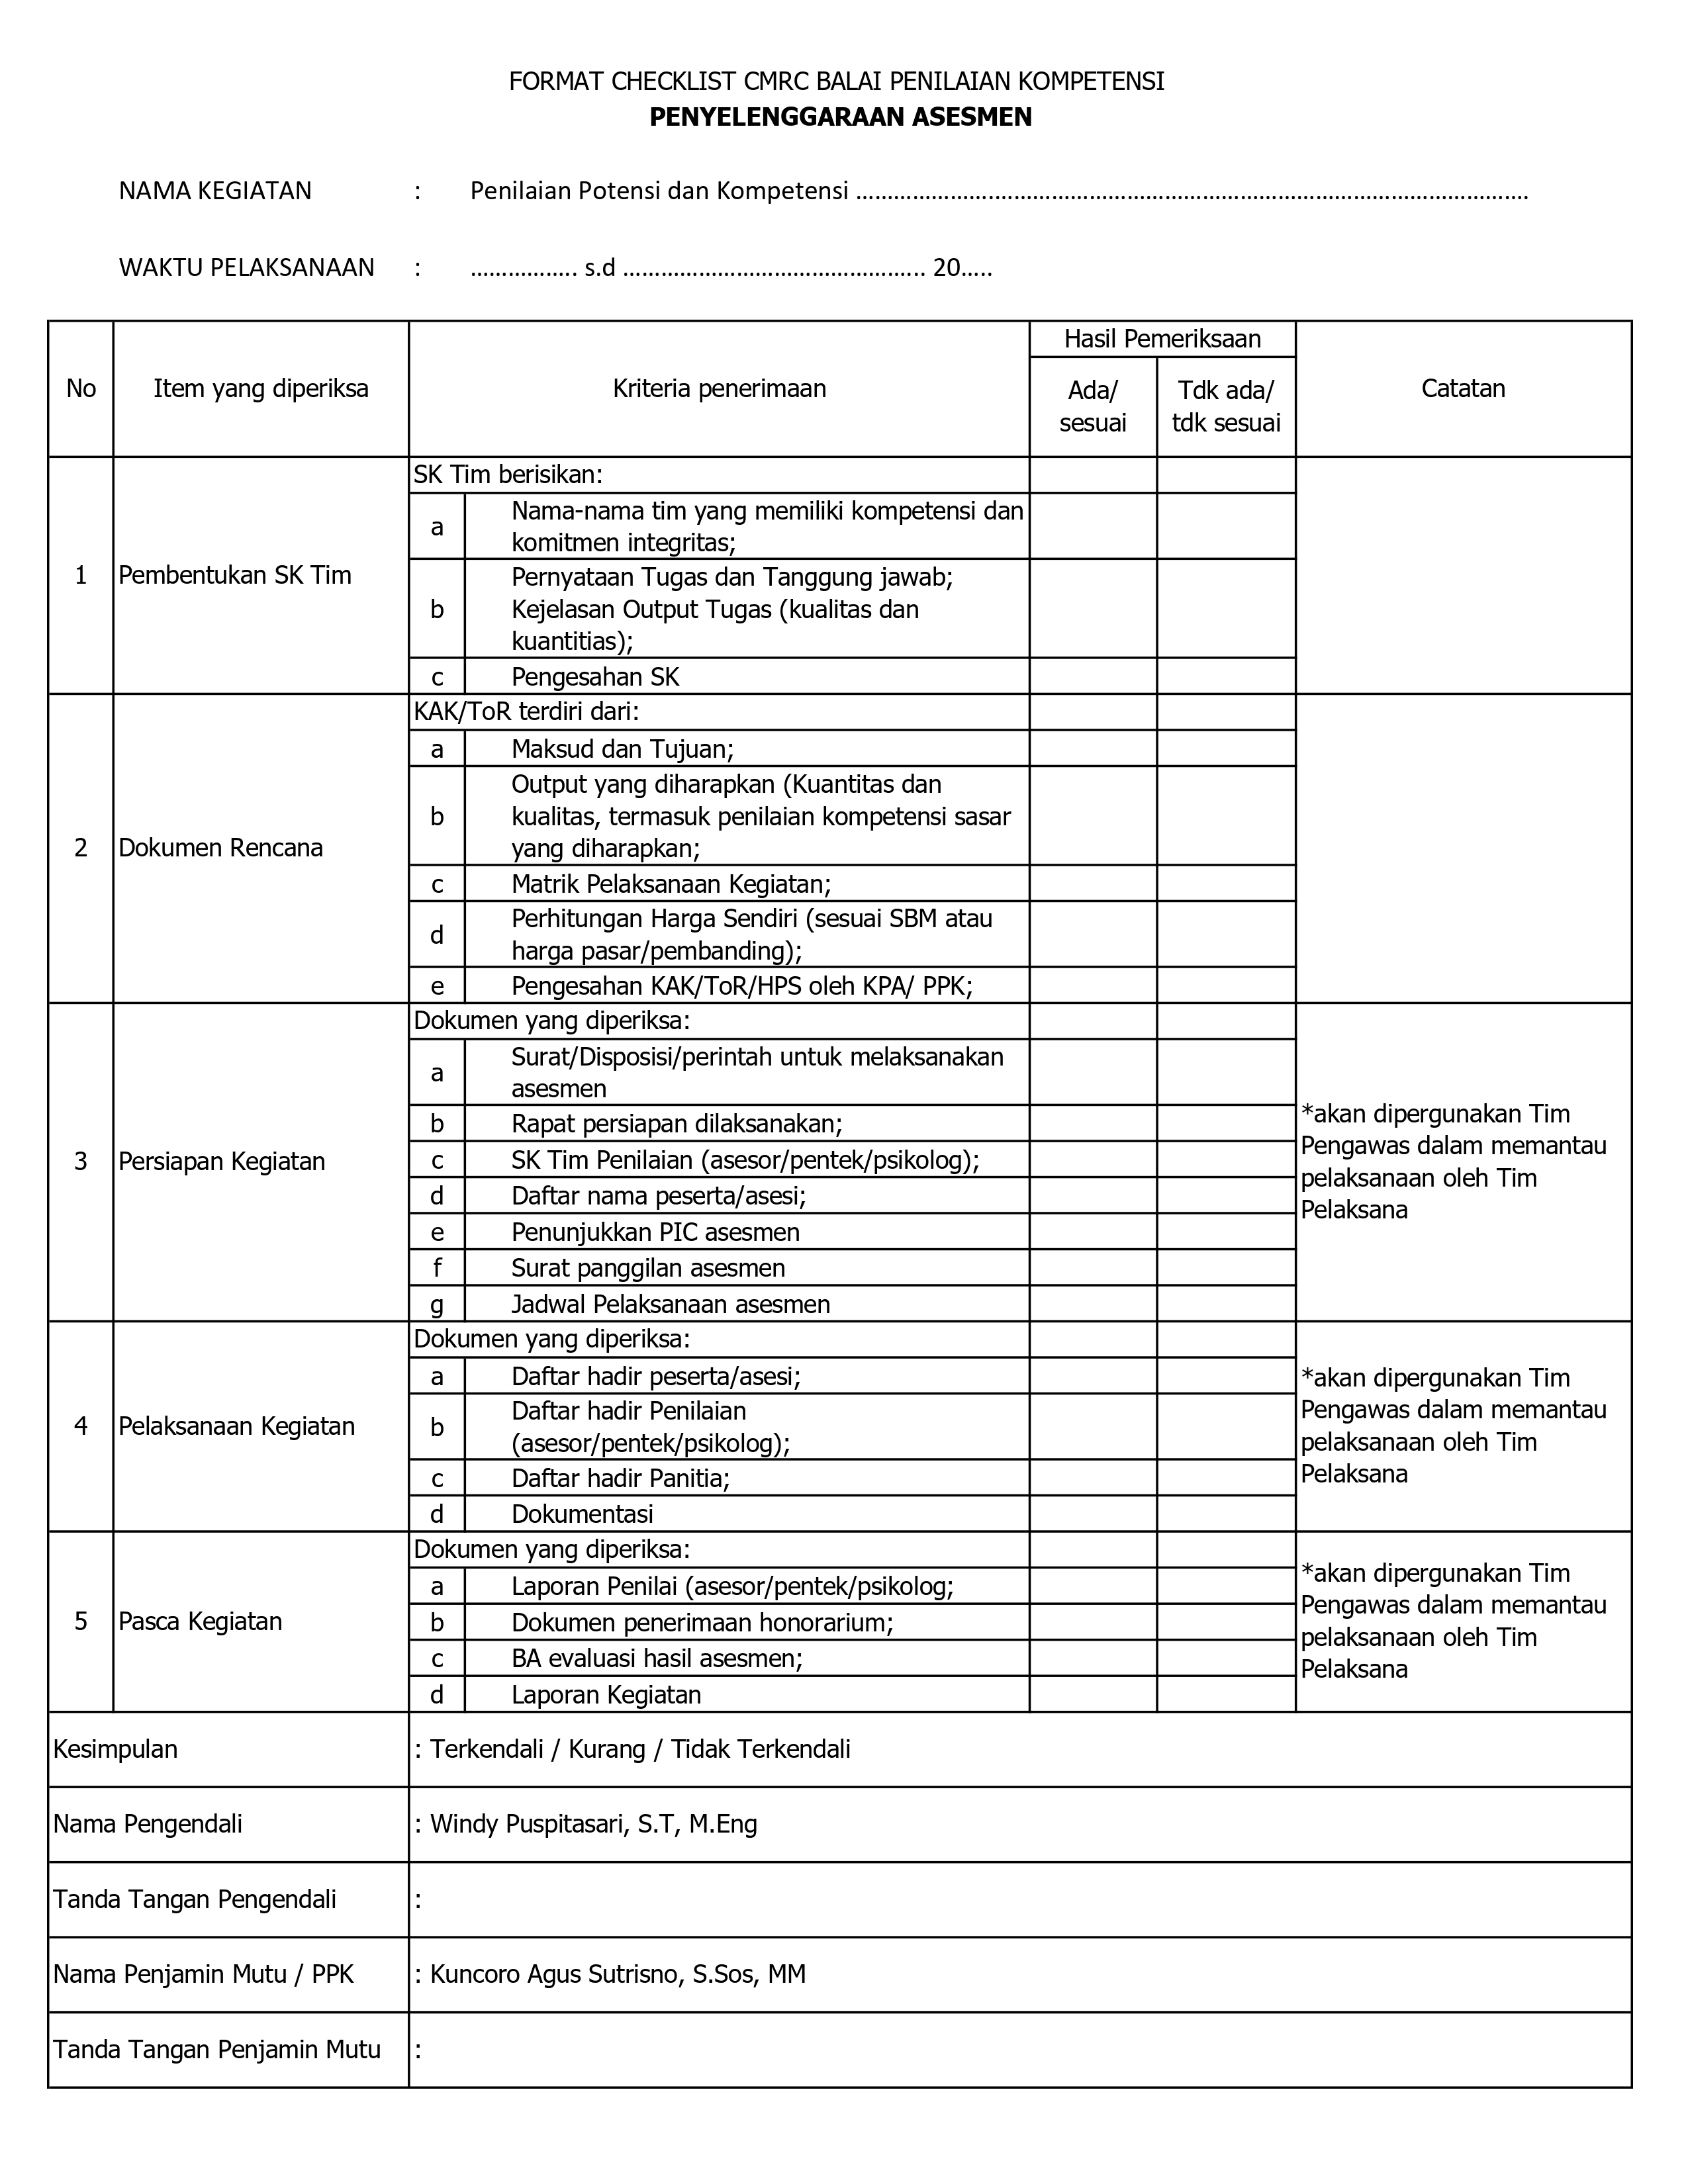 FORMAT CHECKLIST CMRC BALAI PENILAIAN KOMPETENSI
PENYELENGGARAAN ASESMEN
NAMA KEGIATAN : Penilaian Potensi dan Kompetensi ......................................................................................................
WAKTU PELAKSANAAN : ................. s.d ................................................ 20.....
No
Item yang diperiksa
Kriteria penerimaan
Hasil Pemeriksaan
Ada/
sesuai
Tdk ada/
tdk sesuai
Catatan
1
Pembentukan SK Tim
SK Tim berisikan:
a
Nama-nama tim yang memiliki kompetensi dan
komitmen integritas;
b
Pernyataan Tugas dan Tanggung jawab;
Kejelasan Output Tugas (kualitas dan
kuantitias);
c Pengesahan SK
2
Dokumen Rencana
KAK/ToR terdiri dari:
a Maksud dan Tujuan;
b
Output yang diharapkan (Kuantitas dan
kualitas, termasuk penilaian kompetensi sasar
yang diharapkan;
c Matrik Pelaksanaan Kegiatan;
d
Perhitungan Harga Sendiri (sesuai SBM atau
harga pasar/pembanding);
e Pengesahan KAK/ToR/HPS oleh KPA/ PPK;
3
Persiapan Kegiatan
Dokumen yang diperiksa:
a
Surat/Disposisi/perintah untuk melaksanakan
asesmen
b Rapat persiapan dilaksanakan;
c SK Tim Penilaian (asesor/pentek/psikolog);
d Daftar nama peserta/asesi;
e Penunjukkan PIC asesmen
f Surat panggilan asesmen
g Jadwal Pelaksanaan asesmen
*akan dipergunakan Tim
Pengawas dalam memantau
pelaksanaan oleh Tim
Pelaksana
4
Pelaksanaan Kegiatan
Dokumen yang diperiksa:
a Daftar hadir peserta/asesi;
b
Daftar hadir Penilaian
(asesor/pentek/psikolog);
c Daftar hadir Panitia;
d Dokumentasi
*akan dipergunakan Tim
Pengawas dalam memantau
pelaksanaan oleh Tim
Pelaksana
5
Pasca Kegiatan
Dokumen yang diperiksa:
a Laporan Penilai (asesor/pentek/psikolog;
b Dokumen penerimaan honorarium;
c BA evaluasi hasil asesmen;
d Laporan Kegiatan
*akan dipergunakan Tim
Pengawas dalam memantau
pelaksanaan oleh Tim
Pelaksana
Kesimpulan : Terkendali / Kurang / Tidak Terkendali
Nama Pengendali : Windy Puspitasari, S.T, M.Eng
Tanda Tangan Pengendali :
Nama Penjamin Mutu / PPK : Kuncoro Agus Sutrisno, S.Sos, MM
Tanda Tangan Penjamin Mutu :